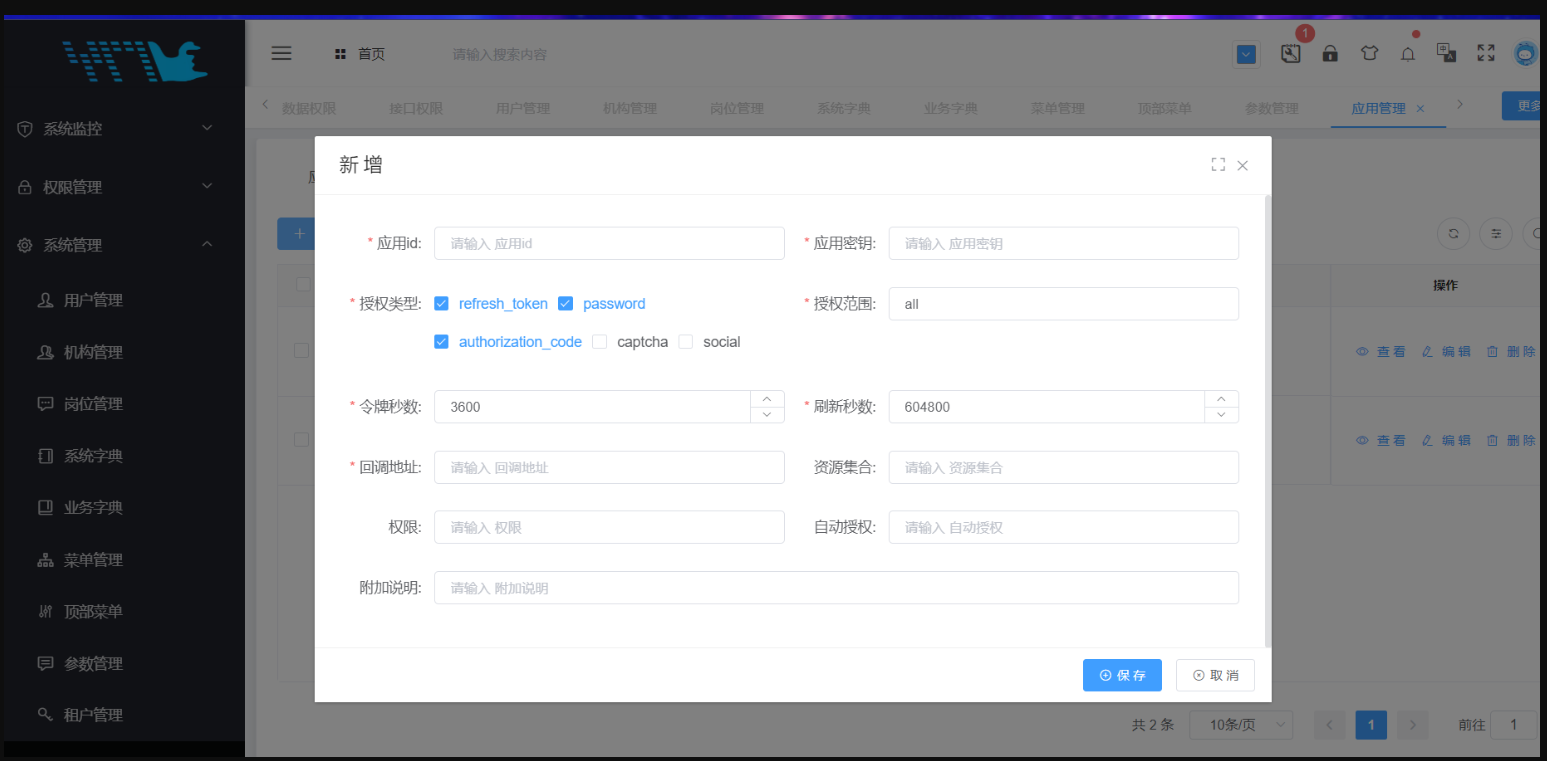 首页 请输入搜索内容 1
数据权限 接口权限 用户管理 机构管理 岗位管理 系统字典 业务字典 菜单管理 顶部菜单 参数管理 应用管理 更多
系统监控
权限管理
系统管理
用户管理
机构管理
岗位管理
系统字典
业务字典
菜单管理
顶部菜单
参数管理
租户管理
新增
* 应用id: 请输入 应用id * 应用密钥: 请输入 应用密钥
* 授权类型: refresh_token password * 授权范围: all
authorization_code captcha social
* 令牌秒数: 3600 * 刷新秒数: 604800
* 回调地址: 请输入 回调地址 资源集合: 请输入 资源集合
权限: 请输入 权限 自动授权: 请输入 自动授权
附加说明: 请输入 附加说明
保存 取消
操作
查看 编辑 删除
查看 编辑 删除
共 2 条 10条/页 1 前往 1